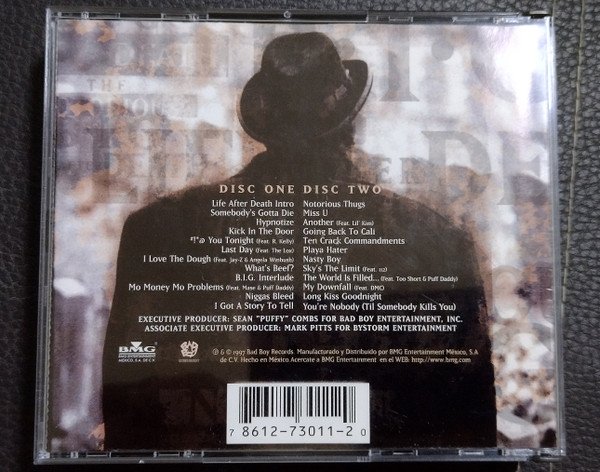 DISC ONE DISC TWO
Life After Death Intro
Somebody's Gotta Die
Hypnotize
Kick In The Door
#!*@ You Tonight (feat. R. Kelly)
Last Day (feat. The Lox)
I Love The Dough (feat. Jay-Z & Angela Winbush)
What's Beef?
B.I.G. Interlude
Mo Money Mo Problems (feat. Mase & Puff Daddy)
Niggas Bleed
I Got A Story To Tell
Notorious Thugs
Miss U
Another (feat. Lil' Kim)
Going Back To Cali
Ten Crack Commandments
Playa Hater
Nasty Boy
Sky's The Limit (feat. 112)
The World Is Filled... (feat. Too Short & Puff Daddy)
My Downfall (feat. DMC)
Long Kiss Goodnight
You're Nobody (Til Somebody Kills You)
EXECUTIVE PRODUCER: SEAN "PUFFY" COMBS FOR BAD BOY ENTERTAINMENT, INC.
ASSOCIATE EXECUTIVE PRODUCER: MARK PITTS FOR BYSTORM ENTERTAINMENT
BMG
BMG ENTERTAINMENT
MÉXICO, S.A. DE C.V.
℗ & © 1997 Bad Boy Records. Manufacturado y Distribuido por BMG Entertainment México, S.A
de C.V. Hecho en México. Acercate a BMG Entertainment en el WEB: http://www.bmg.com
7 8612-73011-2 0